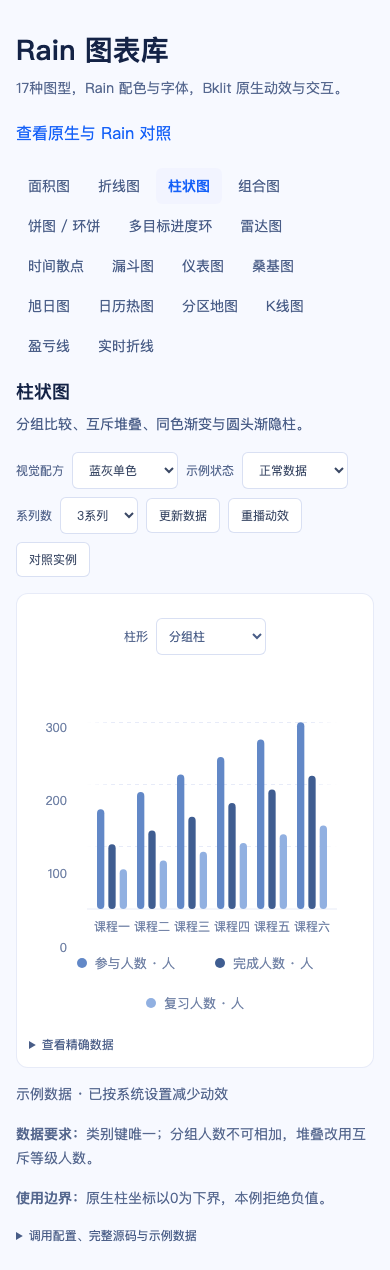 Rain 图表库
17种图型，Rain 配色与字体，Bklit 原生动效与交互。
查看原生与 Rain 对照
面积图 折线图 柱状图 组合图
饼图 / 环饼 多目标进度环 雷达图
时间散点 漏斗图 仪表图 桑基图
旭日图 日历热图 分区地图 K线图
盈亏线 实时折线
柱状图
分组比较、互斥堆叠、同色渐变与圆头渐隐柱。
视觉配方 蓝灰单色 示例状态 正常数据
系列数 3系列 更新数据 重播动效
对照实例
柱形 分组柱
300
200
100
0
课程一 课程二 课程三 课程四 课程五 课程六
参与人数 · 人 完成人数 · 人
复习人数 · 人
查看精确数据
示例数据 · 已按系统设置减少动效
数据要求：类别键唯一；分组人数不可相加，堆叠改用互
斥等级人数。
使用边界：原生柱坐标以0为下界，本例拒绝负值。
调用配置、完整源码与示例数据